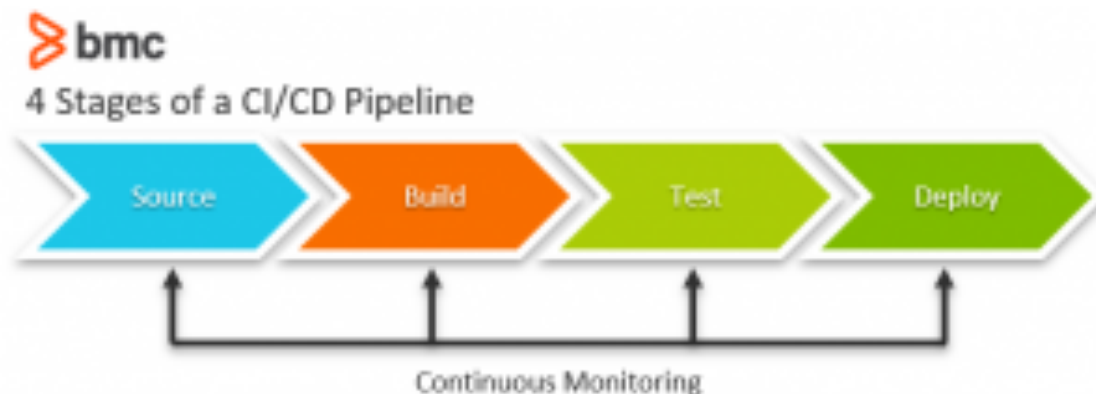 bmc
4 Stages of a CI/CD Pipeline
Source Build Test Deploy
Continuous Monitoring